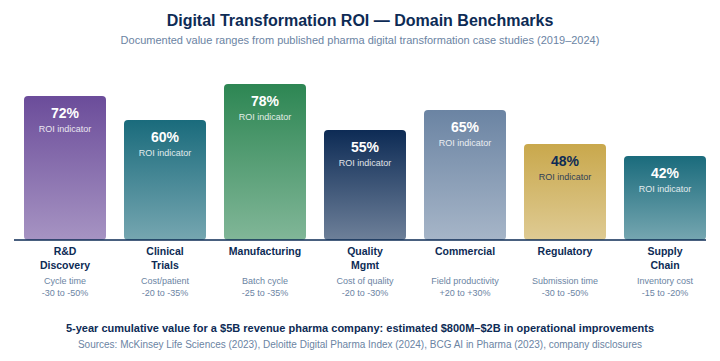 Digital Transformation ROI — Domain Benchmarks
Documented value ranges from published pharma digital transformation case studies (2019–2024)
72%
ROI indicator
60%
ROI indicator
78%
ROI indicator
55%
ROI indicator
65%
ROI indicator
48%
ROI indicator
42%
ROI indicator
R&D
Discovery
Cycle time
-30 to -50%
Clinical
Trials
Cost/patient
-20 to -35%
Manufacturing
Batch cycle
-25 to -35%
Quality
Mgmt
Cost of quality
-20 to -30%
Commercial
Field productivity
+20 to +30%
Regulatory
Submission time
-30 to -50%
Supply
Chain
Inventory cost
-15 to -20%
5-year cumulative value for a $5B revenue pharma company: estimated $800M–$2B in operational improvements
Sources: McKinsey Life Sciences (2023), Deloitte Digital Pharma Index (2024), BCG AI in Pharma (2023), company disclosures